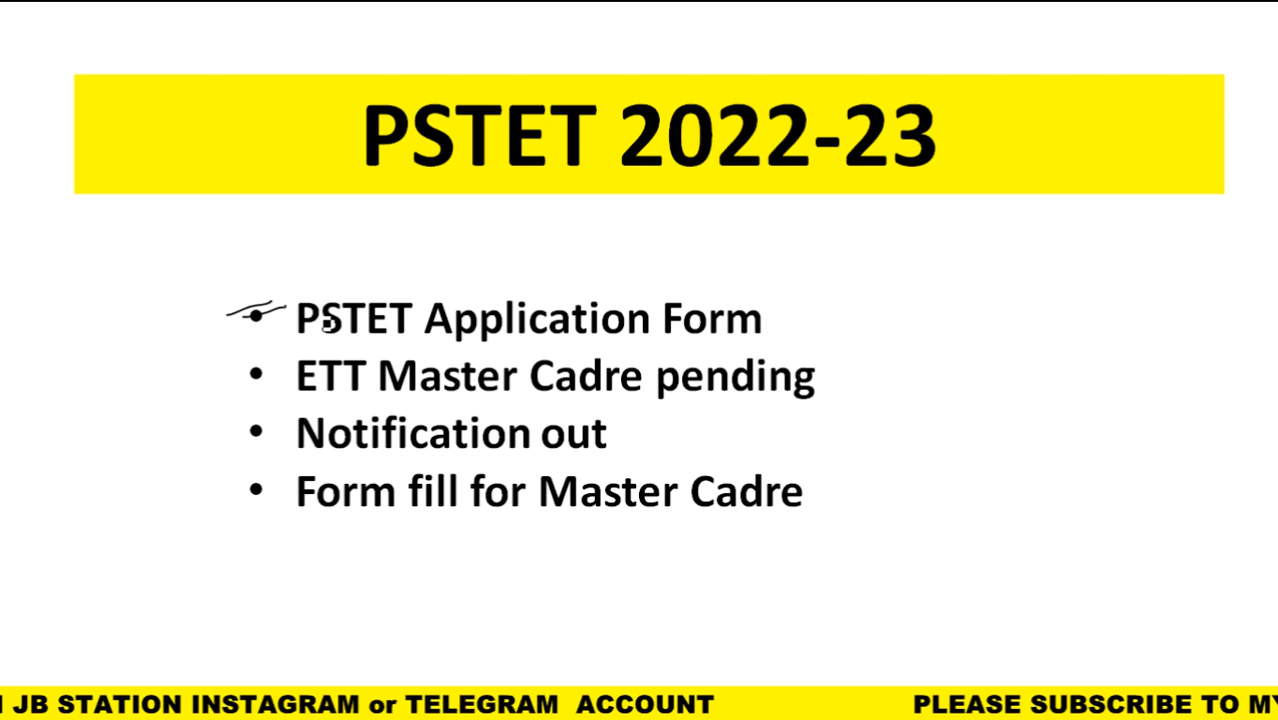 PSTET 2022-23
• PSTET Application Form
• ETT Master Cadre pending
• Notification out
• Form fill for Master Cadre
JB STATION INSTAGRAM or TELEGRAM ACCOUNT PLEASE SUBSCRIBE TO MY